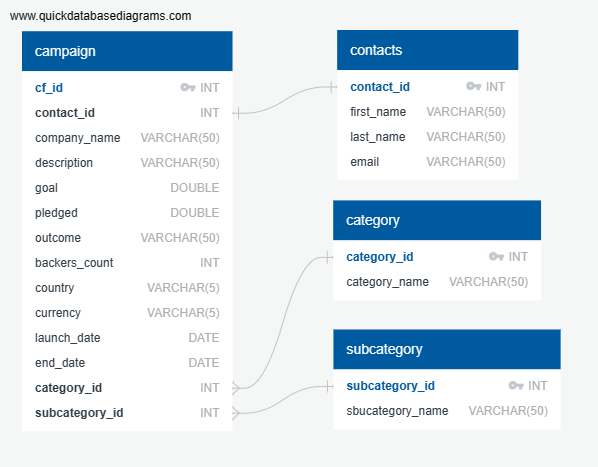 www.quickdatabasediagrams.com
campaign
cf_id INT
contact_id INT
company_name VARCHAR(50)
description VARCHAR(50)
goal DOUBLE
pledged DOUBLE
outcome VARCHAR(50)
backers_count INT
country VARCHAR(5)
currency VARCHAR(5)
launch_date DATE
end_date DATE
category_id INT
subcategory_id INT
contacts
contact_id INT
first_name VARCHAR(50)
last_name VARCHAR(50)
email VARCHAR(50)
category
category_id INT
category_name VARCHAR(50)
subcategory
subcategory_id INT
sbucategory_name VARCHAR(50)